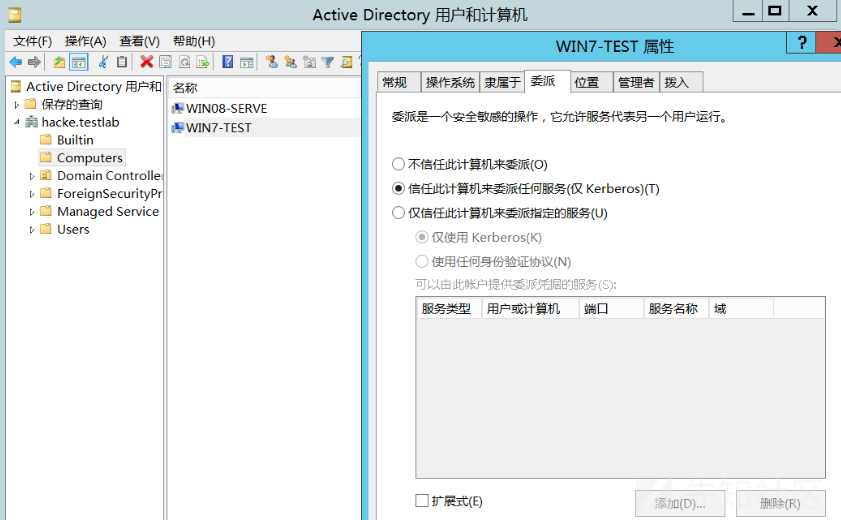 Active Directory 用户和计算机
文件(F) 操作(A) 查看(V) 帮助(H)
Active Directory 用户和
保存的查询
hacke.testlab
Builtin
Computers
Domain Controller
ForeignSecurityPr
Managed Service
Users
名称
WIN08-SERVE
WIN7-TEST
WIN7-TEST 属性
常规 操作系统 隶属于 委派 位置 管理者 拨入
委派是一个安全敏感的操作，它允许服务代表另一个用户运行。
不信任此计算机来委派(O)
信任此计算机来委派任何服务(仅 Kerberos)(T)
仅信任此计算机来委派指定的服务(U)
仅使用 Kerberos(K)
使用任何身份验证协议(N)
可以由此帐户提供委派凭据的服务(S):
服务类型 用户或计算机 端口 服务名称 域
扩展式(E)
添加(D)... 删除(R)
先知社区